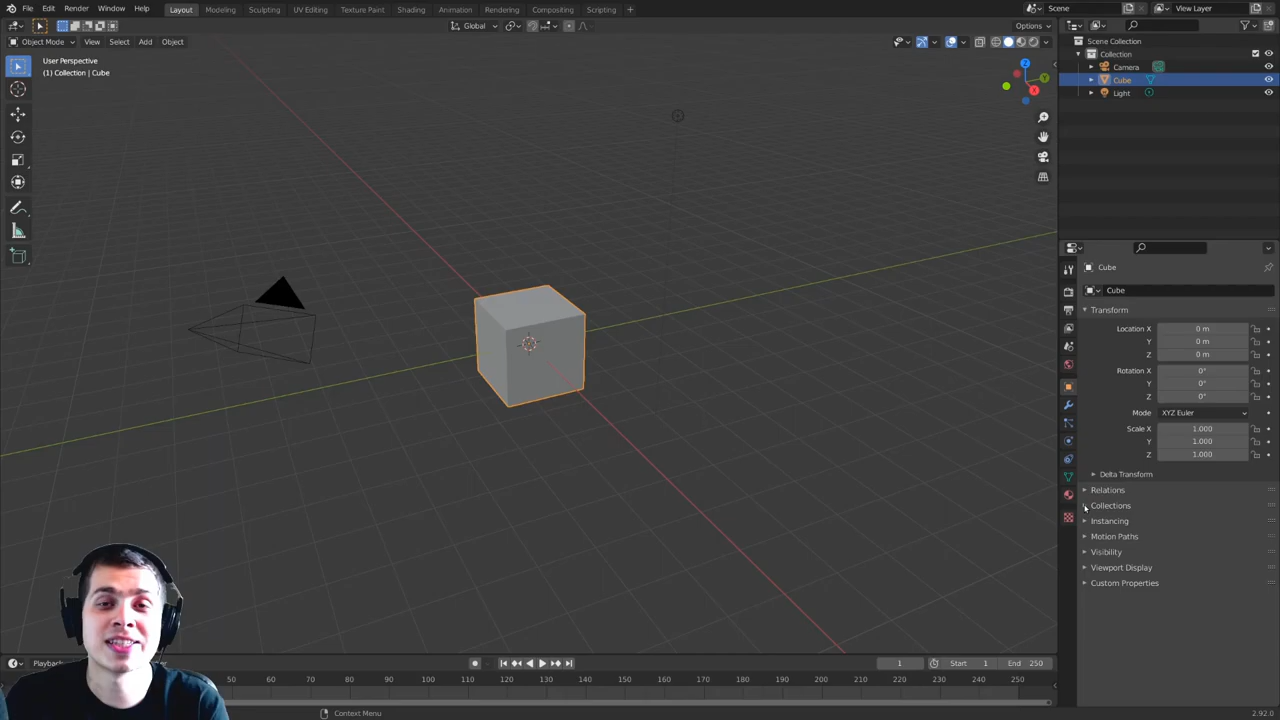 File Edit Render Window Help Layout Modeling Sculpting UV Editing Texture Paint Shading Animation Rendering Compositing Scripting + Scene View Layer
Global Options
Object Mode View Select Add Object
Scene Collection
Collection
Camera
Cube
Light
User Perspective
(1) Collection | Cube
Z
Y
X
Cube
Cube
Transform
Location X 0 m
Y 0 m
Z 0 m
Rotation X 0°
Y 0°
Z 0°
Mode XYZ Euler
Scale X 1.000
Y 1.000
Z 1.000
Delta Transform
Relations
Collections
Instancing
Motion Paths
Visibility
Viewport Display
Custom Properties
Playback 1 Start 1 End 250
50 60 70 80 90 100 110 120 130 140 150 160 170 180 190 200 210 220 230 240 250
Context Menu 2.92.0